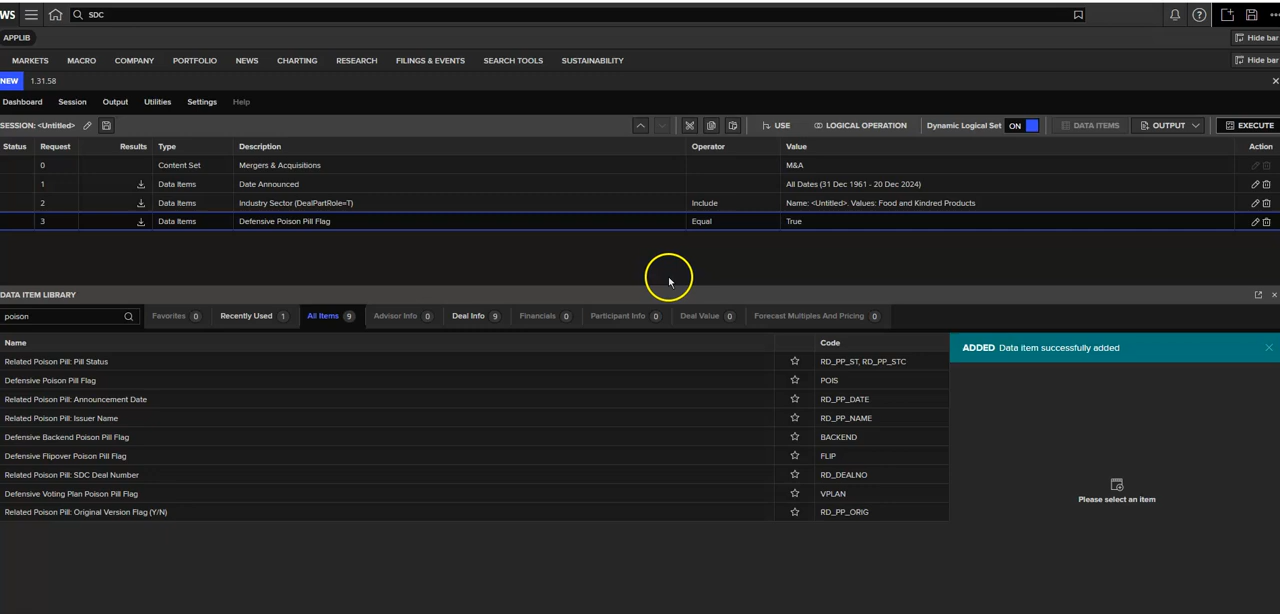 WS SDC
APPLIB Hide bar
MARKETS MACRO COMPANY PORTFOLIO NEWS CHARTING RESEARCH FILINGS & EVENTS SEARCH TOOLS SUSTAINABILITY Hide bar
NEW 1.31.58
Dashboard Session Output Utilities Settings Help
SESSION: <Untitled> USE LOGICAL OPERATION Dynamic Logical Set ON DATA ITEMS OUTPUT EXECUTE
Status Request Results Type Description Operator Value Action
0 Content Set Mergers & Acquisitions M&A
1 Data Items Date Announced All Dates (31 Dec 1961 - 20 Dec 2024)
2 Data Items Industry Sector (DealPartRole=T) Include Name: <Untitled>. Values: Food and Kindred Products
3 Data Items Defensive Poison Pill Flag Equal True
DATA ITEM LIBRARY
poison Favorites 0 Recently Used 1 All Items 9 Advisor Info 0 Deal Info 9 Financials 0 Participant Info 0 Deal Value 0 Forecast Multiples And Pricing 0
Name Code
ADDED Data item successfully added
Related Poison Pill: Pill Status RD_PP_ST, RD_PP_STC
Defensive Poison Pill Flag POIS
Related Poison Pill: Announcement Date RD_PP_DATE
Related Poison Pill: Issuer Name RD_PP_NAME
Defensive Backend Poison Pill Flag BACKEND
Defensive Flipover Poison Pill Flag FLIP
Related Poison Pill: SDC Deal Number RD_DEALNO
Defensive Voting Plan Poison Pill Flag VPLAN
Please select an item
Related Poison Pill: Original Version Flag (Y/N) RD_PP_ORIG